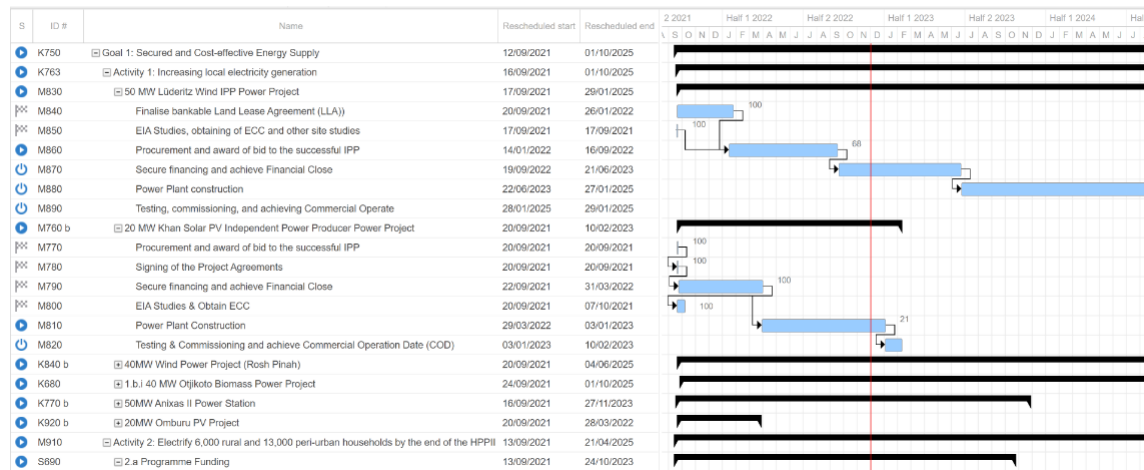 S ID # Name Rescheduled start Rescheduled end 2 2021 Half 1 2022 Half 2 2022 Half 1 2023 Half 2 2023 Half 1 2024 Hal
S O N D J F M A M J J A S O N D J F M A M J J A S O N D J F M A M J J
K750 Goal 1: Secured and Cost-effective Energy Supply 12/09/2021 01/10/2025
K763 Activity 1: Increasing local electricity generation 16/09/2021 01/10/2025
M830 50 MW Lüderitz Wind IPP Power Project 17/09/2021 29/01/2025
M840 Finalise bankable Land Lease Agreement (LLA)) 20/09/2021 26/01/2022 100
M850 EIA Studies, obtaining of ECC and other site studies 17/09/2021 17/09/2021 100
M860 Procurement and award of bid to the successful IPP 14/01/2022 16/09/2022 68
M870 Secure financing and achieve Financial Close 19/09/2022 21/06/2023
M880 Power Plant construction 22/06/2023 27/01/2025
M890 Testing, commissioning, and achieving Commercial Operate 28/01/2025 29/01/2025
M760 b 20 MW Khan Solar PV Independent Power Producer Power Project 20/09/2021 10/02/2023
M770 Procurement and award of bid to the successful IPP 20/09/2021 20/09/2021 100
M780 Signing of the Project Agreements 20/09/2021 20/09/2021 100
M790 Secure financing and achieve Financial Close 22/09/2021 31/03/2022 100
M800 EIA Studies & Obtain ECC 20/09/2021 07/10/2021 100
M810 Power Plant Construction 29/03/2022 03/01/2023 21
M820 Testing & Commissioning and achieve Commercial Operation Date (COD) 03/01/2023 10/02/2023
K840 b 40MW Wind Power Project (Rosh Pinah) 20/09/2021 04/06/2025
K680 1.b.i 40 MW Otjikoto Biomass Power Project 24/09/2021 01/10/2025
K770 b 50MW Anixas II Power Station 16/09/2021 27/11/2023
K920 b 20MW Omburu PV Project 20/09/2021 28/03/2022
M910 Activity 2: Electrify 6,000 rural and 13,000 peri-urban households by the end of the HPPII 13/09/2021 21/04/2025
S690 2.a Programme Funding 13/09/2021 24/10/2023